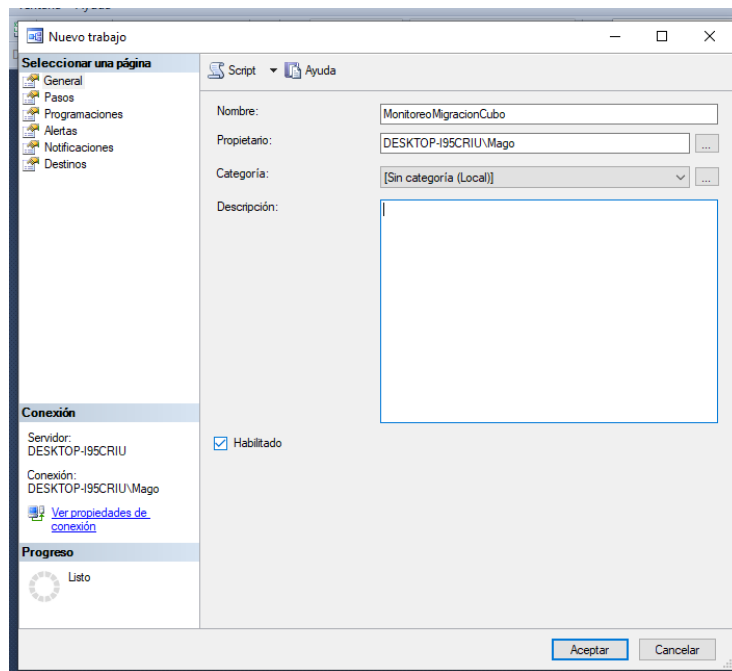 Nuevo trabajo
Seleccionar una página
General
Pasos
Programaciones
Alertas
Notificaciones
Destinos
Script
Ayuda
Nombre:
MonitoreoMigracionCubo
Propietario:
DESKTOP-I95CRIU\Mago
...
Categoría:
[Sin categoría (Local)]
...
Descripción:
Habilitado
Conexión
Servidor:
DESKTOP-I95CRIU
Conexión:
DESKTOP-I95CRIU\Mago
Ver propiedades de
conexión
Progreso
Listo
Aceptar
Cancelar